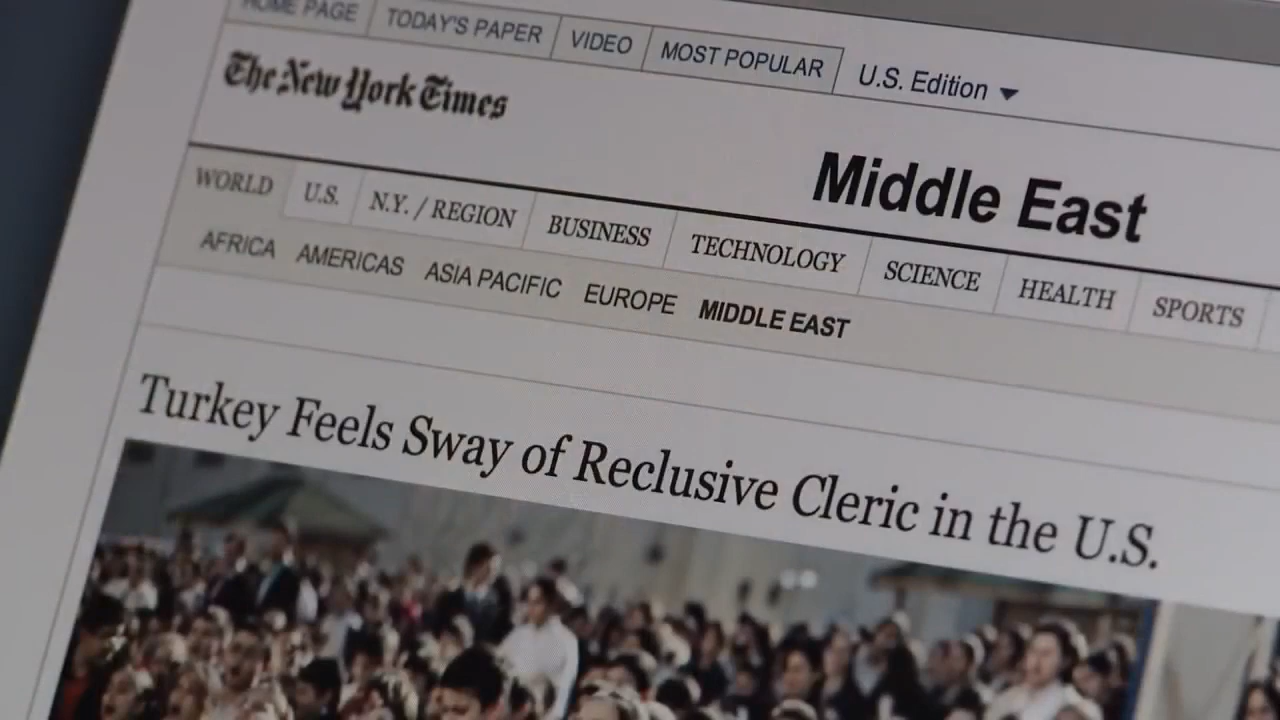 HOME PAGE TODAY'S PAPER VIDEO MOST POPULAR U.S. Edition
The New York Times
Middle East
WORLD U.S. N.Y. / REGION BUSINESS TECHNOLOGY SCIENCE HEALTH SPORTS
AFRICA AMERICAS ASIA PACIFIC EUROPE MIDDLE EAST
Turkey Feels Sway of Reclusive Cleric in the U.S.